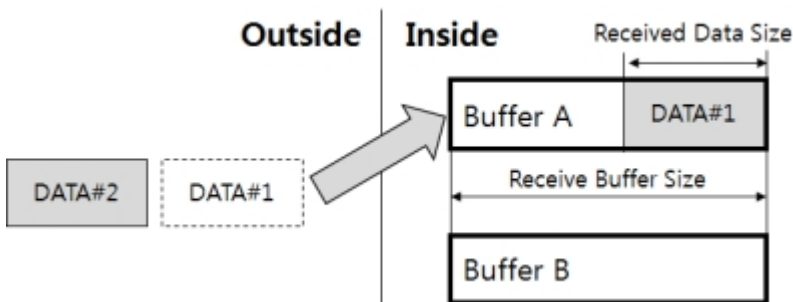 Outside
Inside
Received Data Size
Buffer A
DATA#1
Receive Buffer Size
DATA#2
DATA#1
Buffer B